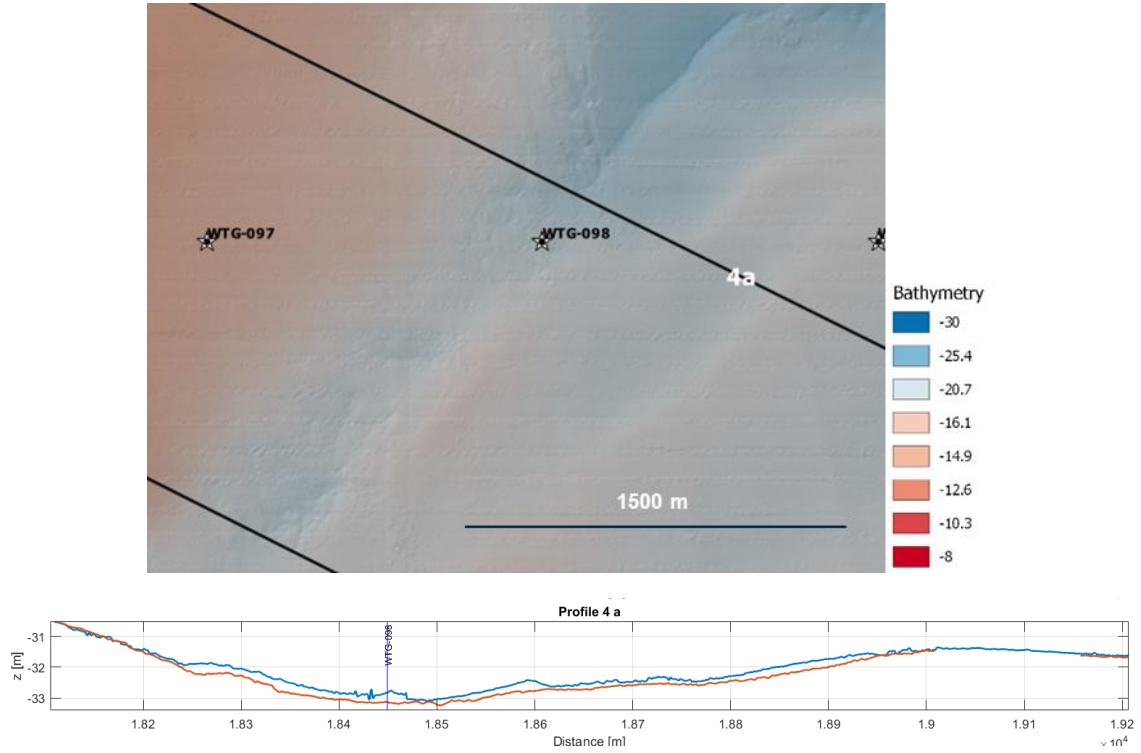 WTG-097
WTG-098
W
4a
1500 m
Bathymetry
-30
-25.4
-20.7
-16.1
-14.9
-12.6
-10.3
-8
Profile 4 a
z [m]
-31
-32
-33
WTG-098
1.82 1.83 1.84 1.85 1.86 1.87 1.88 1.89 1.9 1.91 1.92
Distance [m]
×10⁴